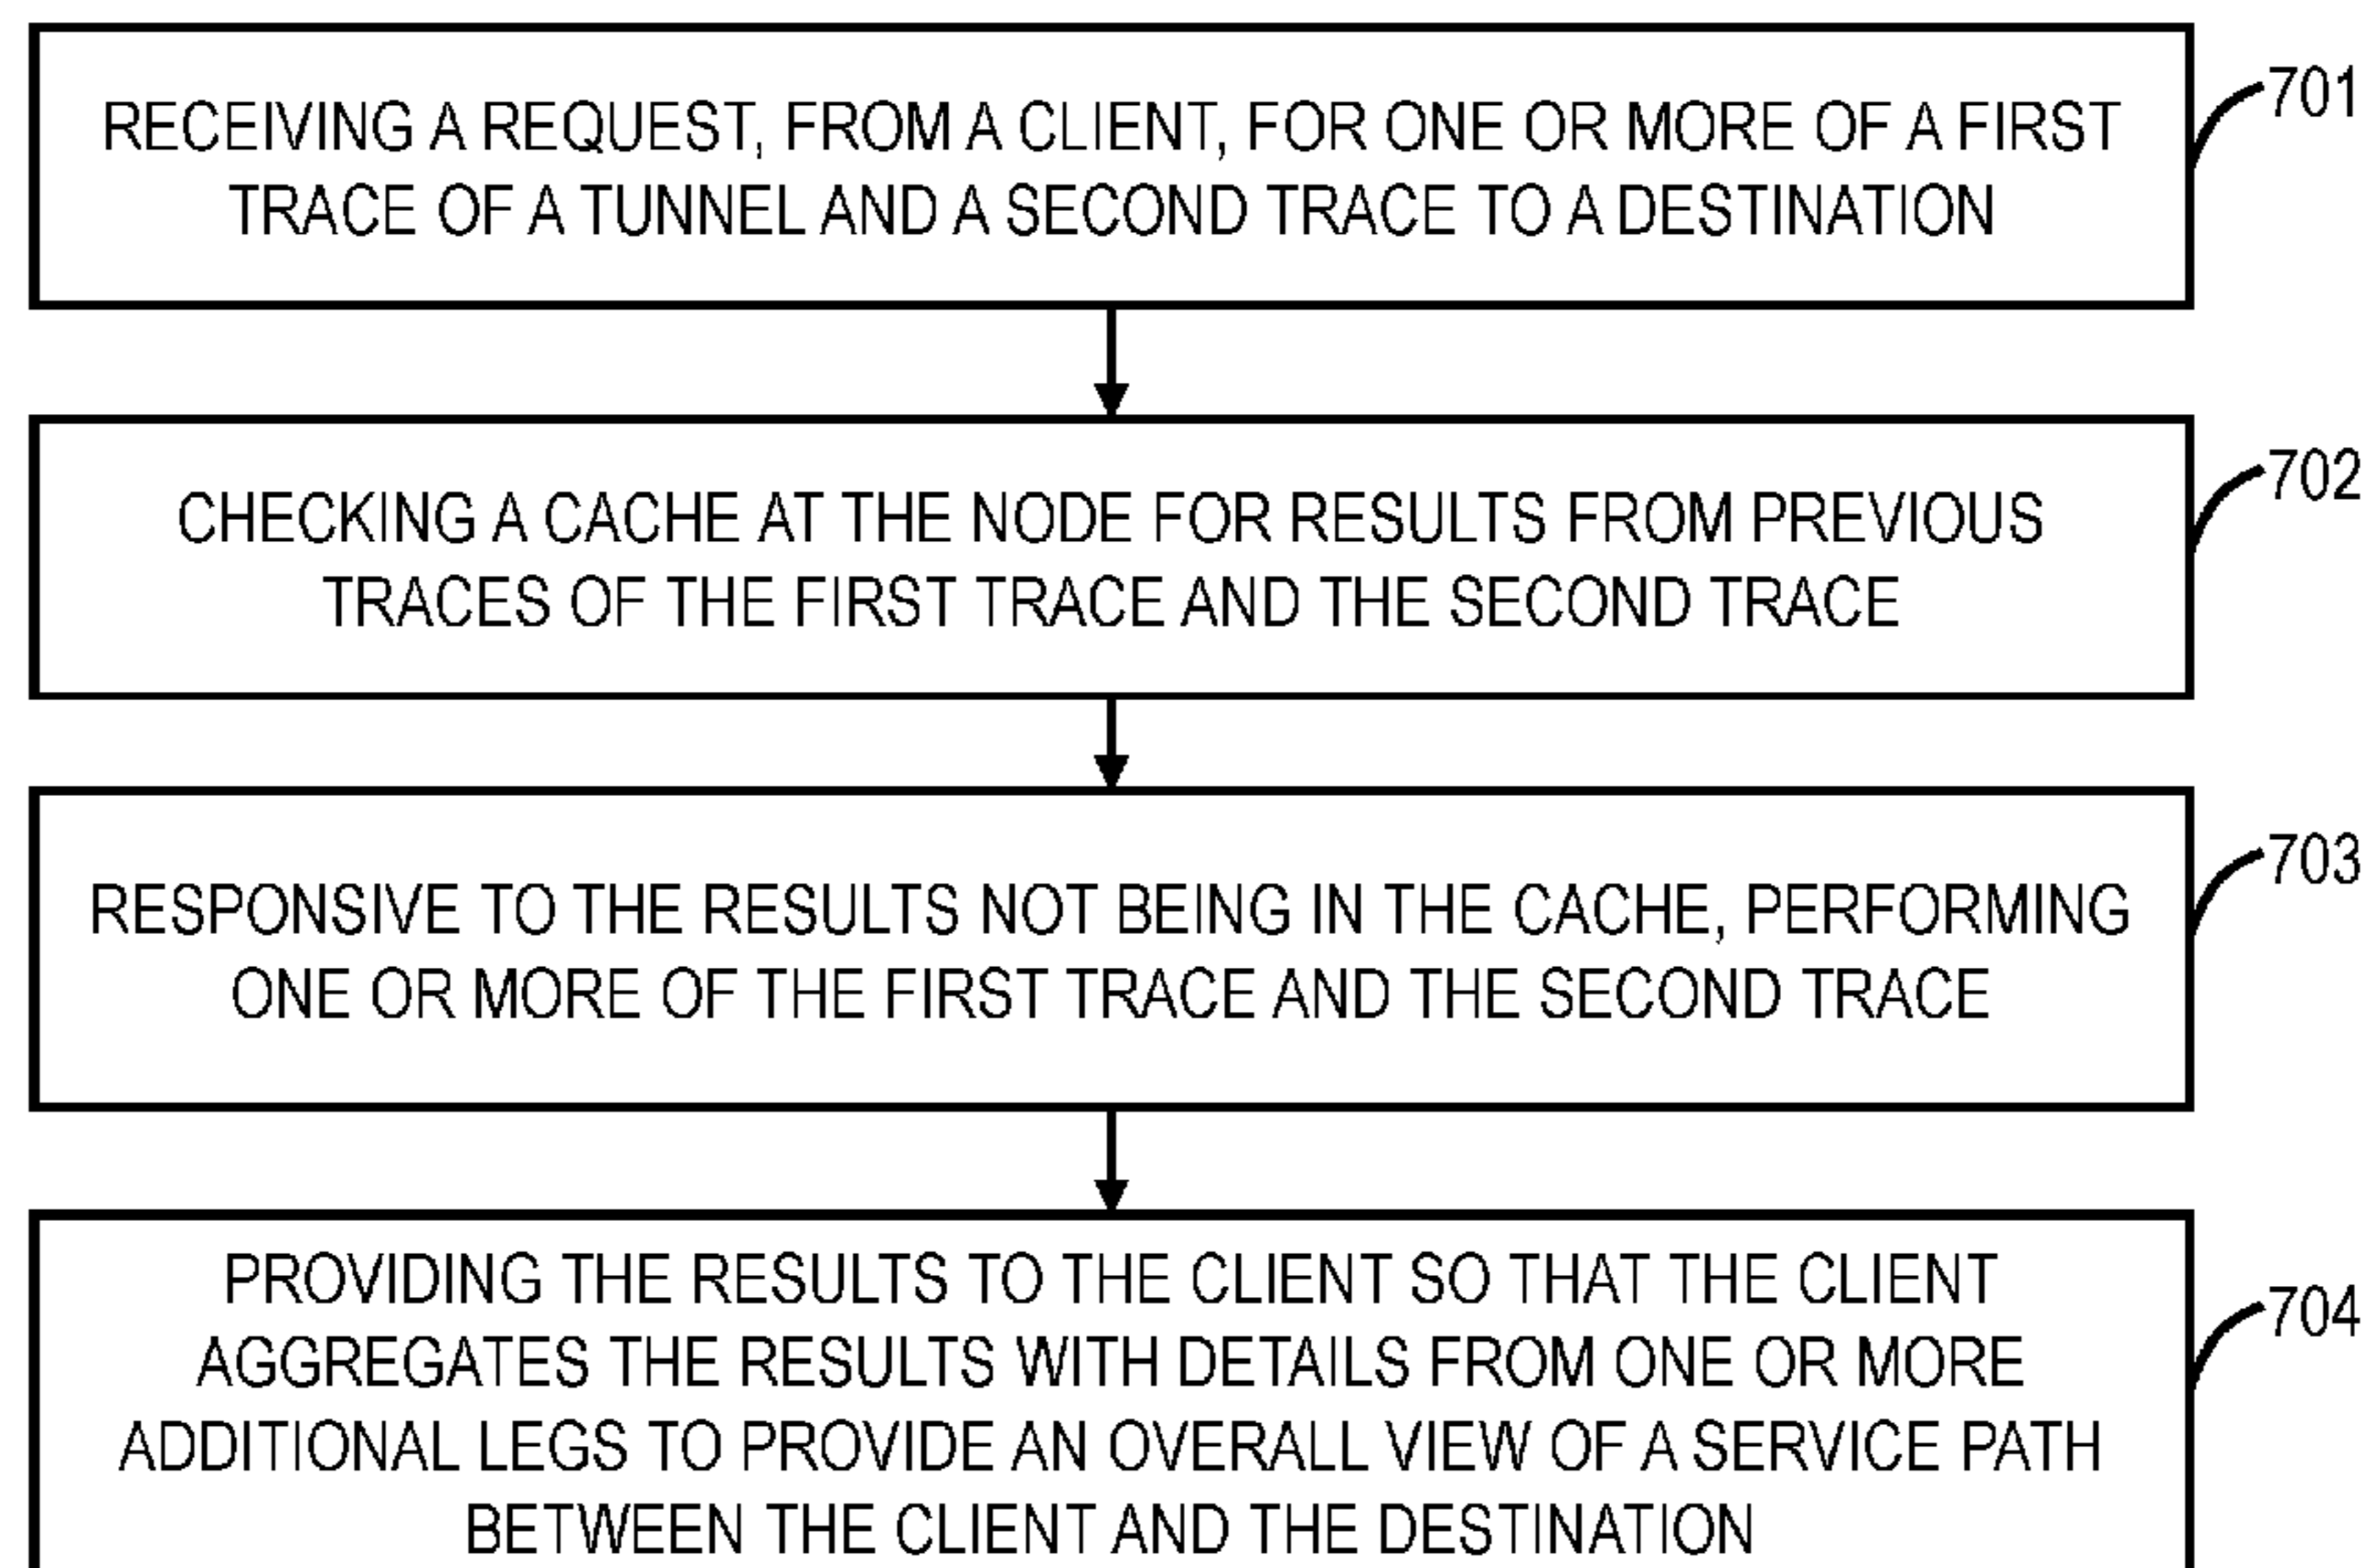 RECEIVING A REQUEST, FROM A CLIENT, FOR ONE OR MORE OF A FIRST
TRACE OF A TUNNEL AND A SECOND TRACE TO A DESTINATION
701
CHECKING A CACHE AT THE NODE FOR RESULTS FROM PREVIOUS
TRACES OF THE FIRST TRACE AND THE SECOND TRACE
702
RESPONSIVE TO THE RESULTS NOT BEING IN THE CACHE, PERFORMING
ONE OR MORE OF THE FIRST TRACE AND THE SECOND TRACE
703
PROVIDING THE RESULTS TO THE CLIENT SO THAT THE CLIENT
AGGREGATES THE RESULTS WITH DETAILS FROM ONE OR MORE
ADDITIONAL LEGS TO PROVIDE AN OVERALL VIEW OF A SERVICE PATH
BETWEEN THE CLIENT AND THE DESTINATION
704